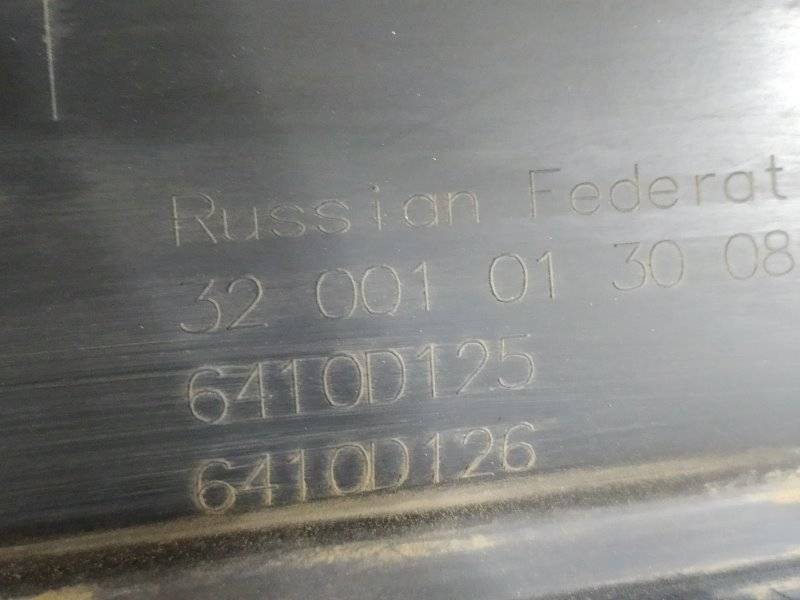 Russian Federat
32 001 01 30 08
6410D125
6410D126